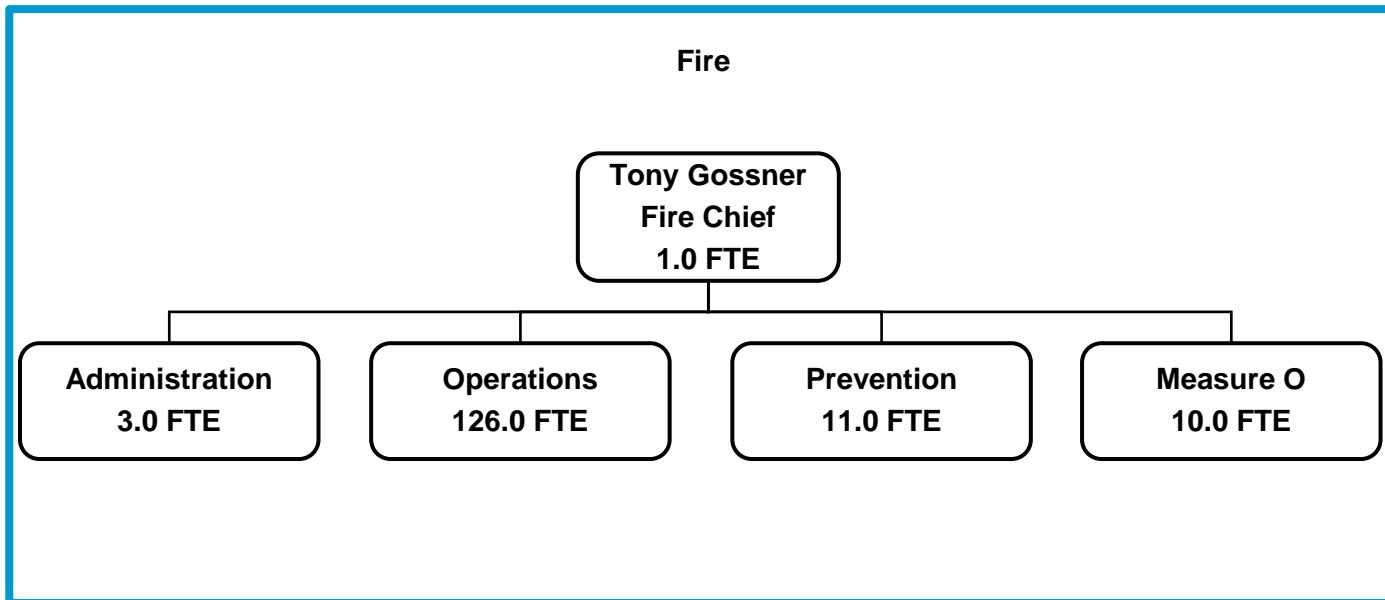 Fire
Tony Gossner
Fire Chief
1.0 FTE
Administration
3.0 FTE
Operations
126.0 FTE
Prevention
11.0 FTE
Measure O
10.0 FTE